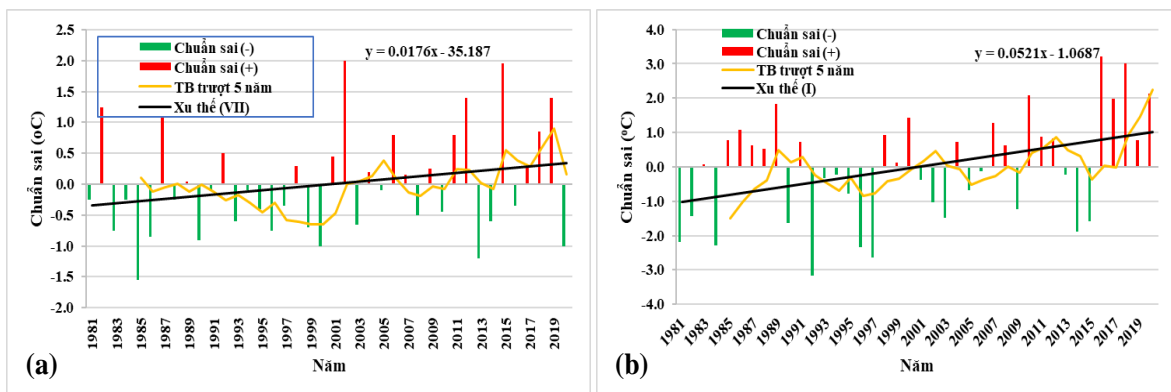 2.5
2.0
1.5
1.0
0.5
0.0
-0.5
-1.0
-1.5
-2.0
Chuẩn sai (oC)
Chuẩn sai (-)
Chuẩn sai (+)
TB trượt 5 năm
Xu thế (VII)
y = 0.0176x - 35.187
1981 1983 1985 1987 1989 1991 1993 1995 1997 1999 2001 2003 2005 2007 2009 2011 2013 2015 2017 2019
Năm
(a)
4.0
3.0
2.0
1.0
0.0
-1.0
-2.0
-3.0
-4.0
Chuẩn sai (°C)
Chuẩn sai (-)
Chuẩn sai (+)
TB trượt 5 năm
Xu thế (I)
y = 0.0521x - 1.0687
1981 1983 1985 1987 1989 1991 1993 1995 1997 1999 2001 2003 2005 2007 2009 2011 2013 2015 2017 2019
Năm
(b)